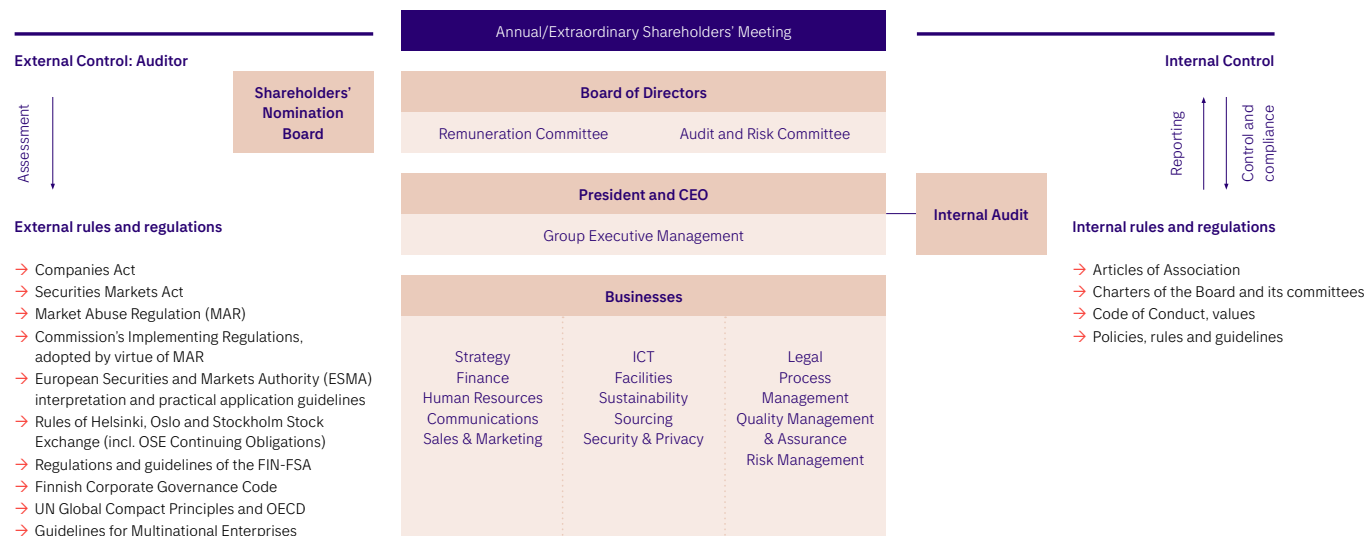 Annual/Extraordinary Shareholders' Meeting
External Control: Auditor
Assessment
Shareholders'
Nomination
Board
Board of Directors
Remuneration Committee
Audit and Risk Committee
President and CEO
Group Executive Management
Internal Audit
Internal Control
Reporting
Control and
compliance
External rules and regulations
→ Companies Act
→ Securities Markets Act
→ Market Abuse Regulation (MAR)
→ Commission's Implementing Regulations,
adopted by virtue of MAR
→ European Securities and Markets Authority (ESMA)
interpretation and practical application guidelines
→ Rules of Helsinki, Oslo and Stockholm Stock
Exchange (incl. OSE Continuing Obligations)
→ Regulations and guidelines of the FIN-FSA
→ Finnish Corporate Governance Code
→ UN Global Compact Principles and OECD
→ Guidelines for Multinational Enterprises
Businesses
Strategy
Finance
Human Resources
Communications
Sales & Marketing
ICT
Facilities
Sustainability
Sourcing
Security & Privacy
Legal
Process
Management
Quality Management
& Assurance
Risk Management
Internal rules and regulations
→ Articles of Association
→ Charters of the Board and its committees
→ Code of Conduct, values
→ Policies, rules and guidelines